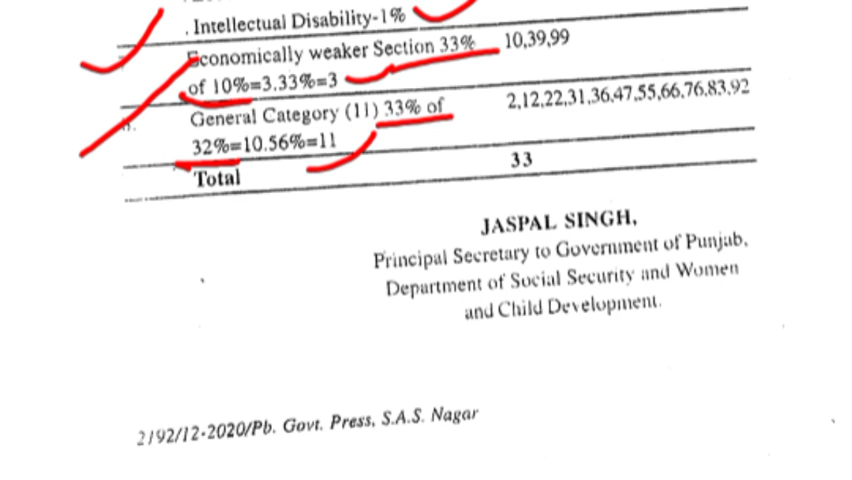 . Intellectual Disability-1%
Economically weaker Section 33% 10,39,99
of 10%=3.33%=3
General Category (11) 33% of 2,12,22,31,36,47,55,66,76,83,92
32%=10.56%=11
Total 33
JASPAL SINGH,
Principal Secretary to Government of Punjab,
Department of Social Security and Women
and Child Development.
2192/12-2020/Pb. Govt. Press, S.A.S. Nagar